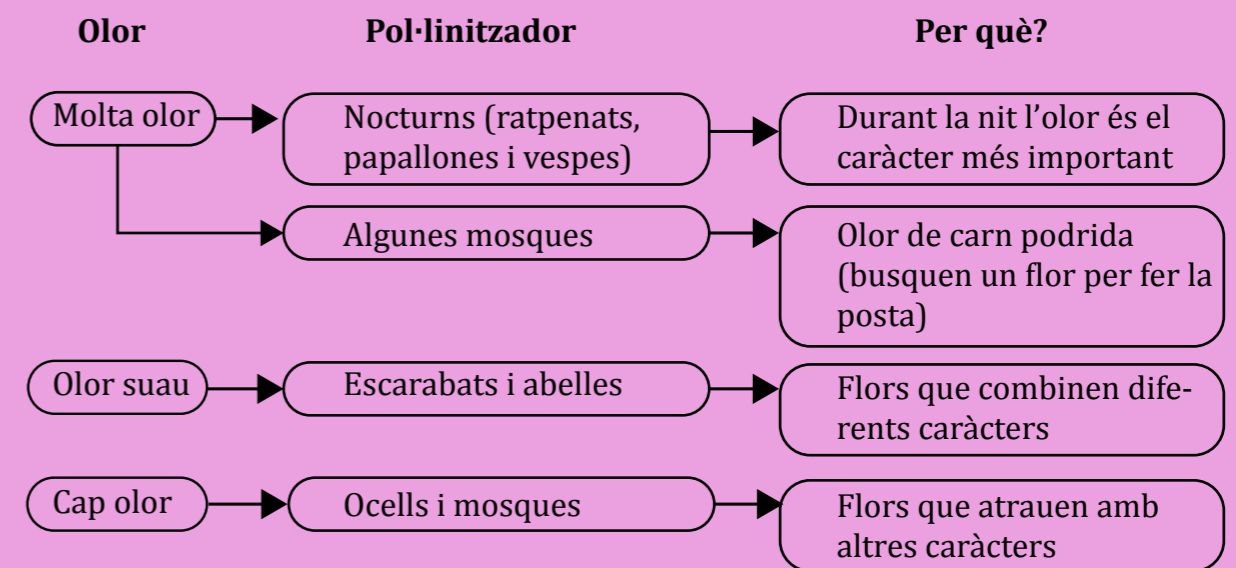 Olor Pol·linitzador Per què?
Molta olor
Nocturns (ratpenats,
papallones i vespes)
Durant la nit l’olor és el
caràcter més important
Algunes mosques
Olor de carn podrida
(busquen un flor per fer la
posta)
Olor suau
Escarabats i abelles
Flors que combinen dife-
rents caràcters
Cap olor
Ocells i mosques
Flors que atrauen amb
altres caràcters